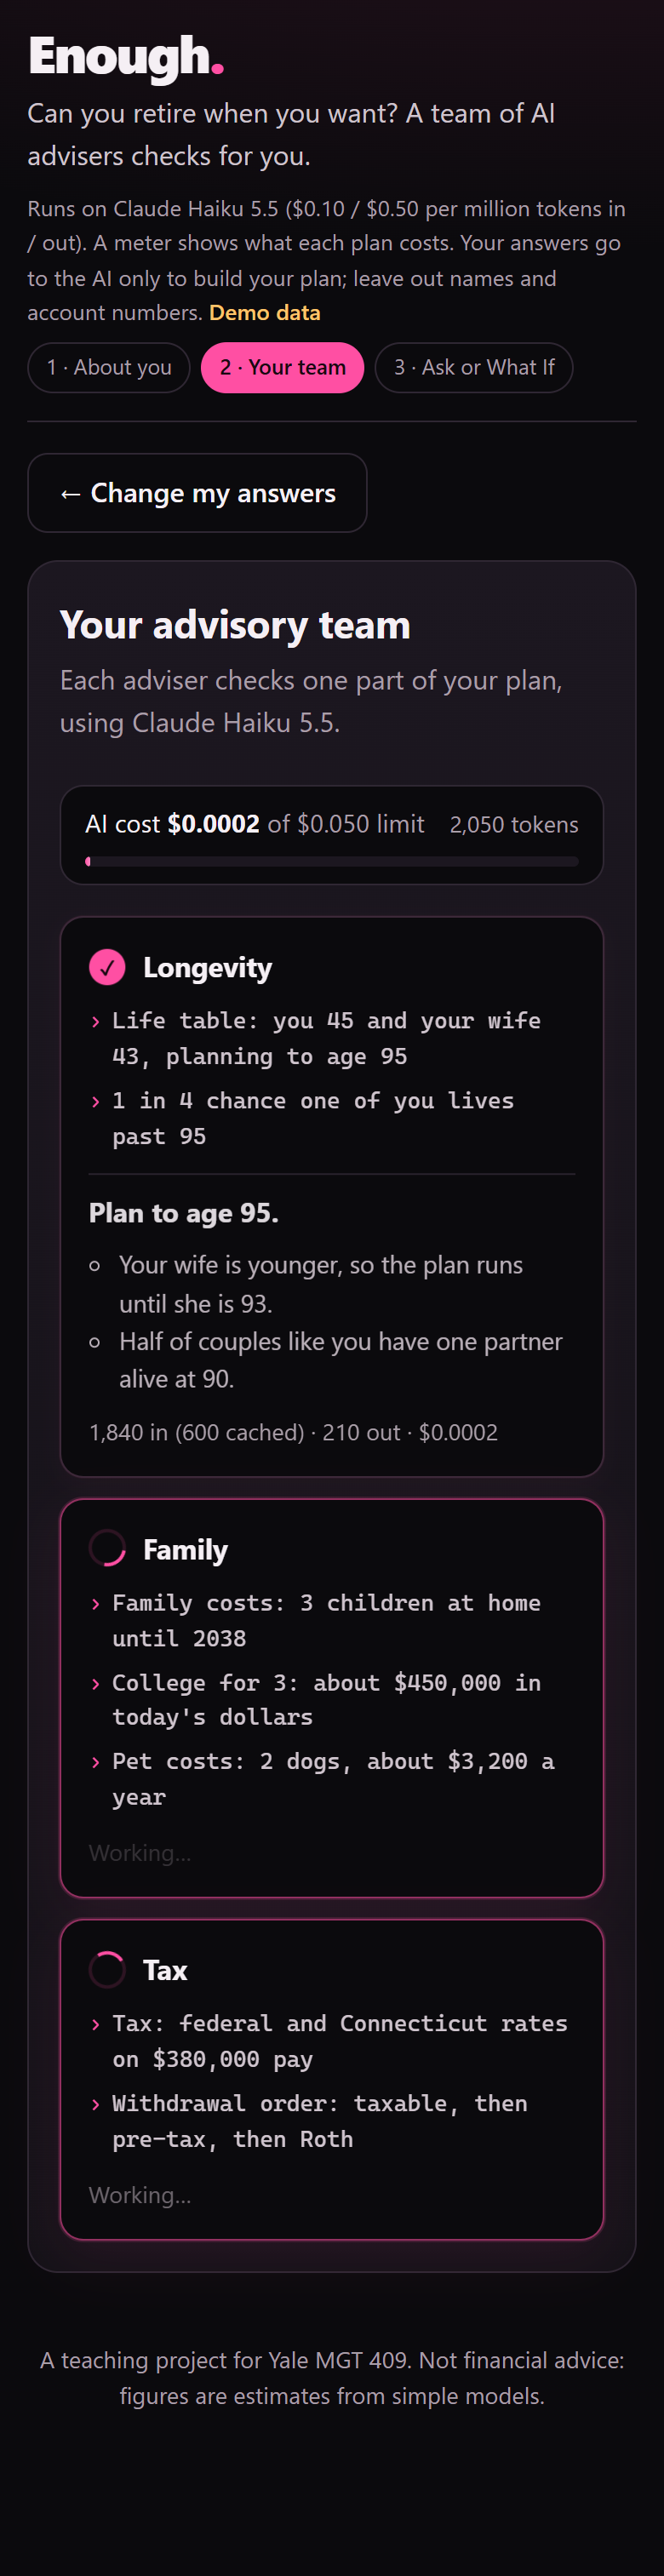 Enough.
Can you retire when you want? A team of AI
advisers checks for you.
Runs on Claude Haiku 5.5 ($0.10 / $0.50 per million tokens in
/ out). A meter shows what each plan costs. Your answers go
to the AI only to build your plan; leave out names and
account numbers. Demo data
1 · About you
2 · Your team
3 · Ask or What If
← Change my answers
Your advisory team
Each adviser checks one part of your plan,
using Claude Haiku 5.5.
AI cost $0.0002 of $0.050 limit
2,050 tokens
✓ Longevity
› Life table: you 45 and your wife
43, planning to age 95
› 1 in 4 chance one of you lives
past 95
Plan to age 95.
Your wife is younger, so the plan runs
until she is 93.
Half of couples like you have one partner
alive at 90.
1,840 in (600 cached) · 210 out · $0.0002
Family
› Family costs: 3 children at home
until 2038
› College for 3: about $450,000 in
today's dollars
› Pet costs: 2 dogs, about $3,200 a
year
Working...
Tax
› Tax: federal and Connecticut rates
on $380,000 pay
› Withdrawal order: taxable, then
pre-tax, then Roth
Working...
A teaching project for Yale MGT 409. Not financial advice:
figures are estimates from simple models.